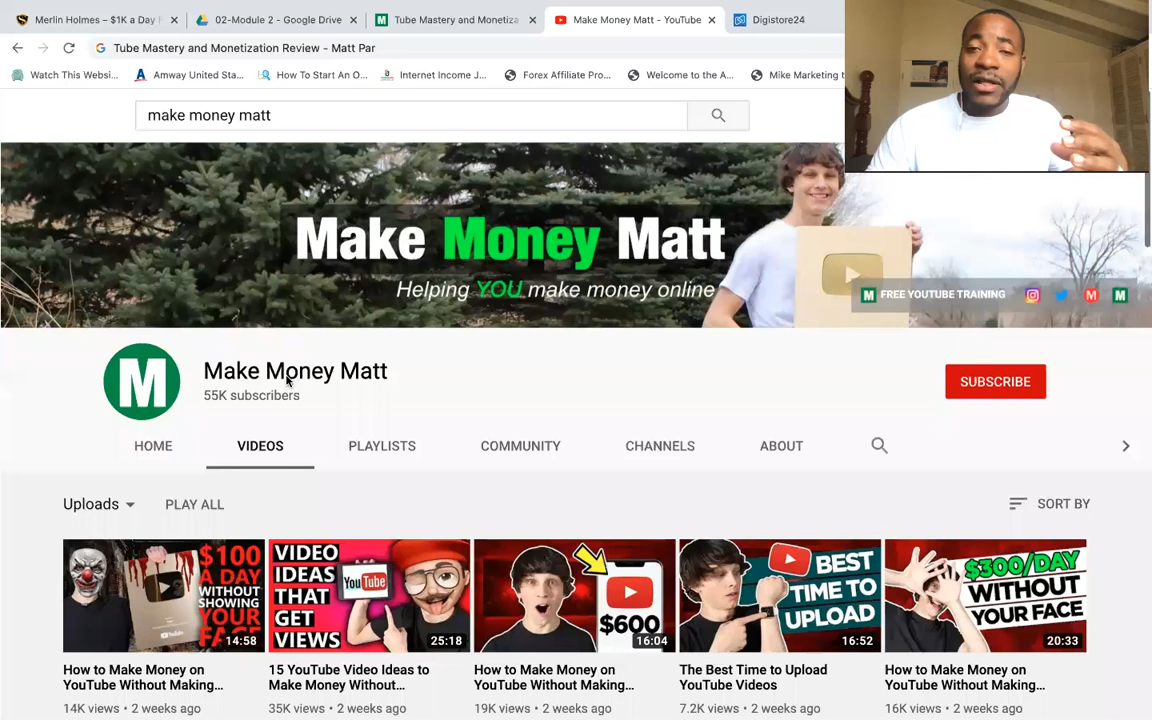 Merlin Holmes – $1K a Day F
02-Module 2 - Google Drive
Tube Mastery and Monetiza
Make Money Matt - YouTube
Digistore24
Tube Mastery and Monetization Review - Matt Par
Watch This Websi...
Amway United Sta...
How To Start An O...
Internet Income J...
Forex Affiliate Pro...
Welcome to the A...
Mike Marketing t
make money matt
Make Money Matt
Helping YOU make money online
M FREE YOUTUBE TRAINING
M
Make Money Matt
55K subscribers
SUBSCRIBE
HOME
VIDEOS
PLAYLISTS
COMMUNITY
CHANNELS
ABOUT
Uploads
PLAY ALL
SORT BY
$100
A DAY
WITHOUT
SHOWING
YOUR
FACE
14:58
VIDEO
IDEAS
THAT
GET
VIEWS
YouTube
25:18
$600
16:04
BEST
TIME TO
UPLOAD
16:52
$300/DAY
WITHOUT
YOUR FACE
20:33
How to Make Money on
YouTube Without Making...
14K views • 2 weeks ago
15 YouTube Video Ideas to
Make Money Without...
35K views • 2 weeks ago
How to Make Money on
YouTube Without Making...
19K views • 2 weeks ago
The Best Time to Upload
YouTube Videos
7.2K views • 2 weeks ago
How to Make Money on
YouTube Without Making...
16K views • 2 weeks ago